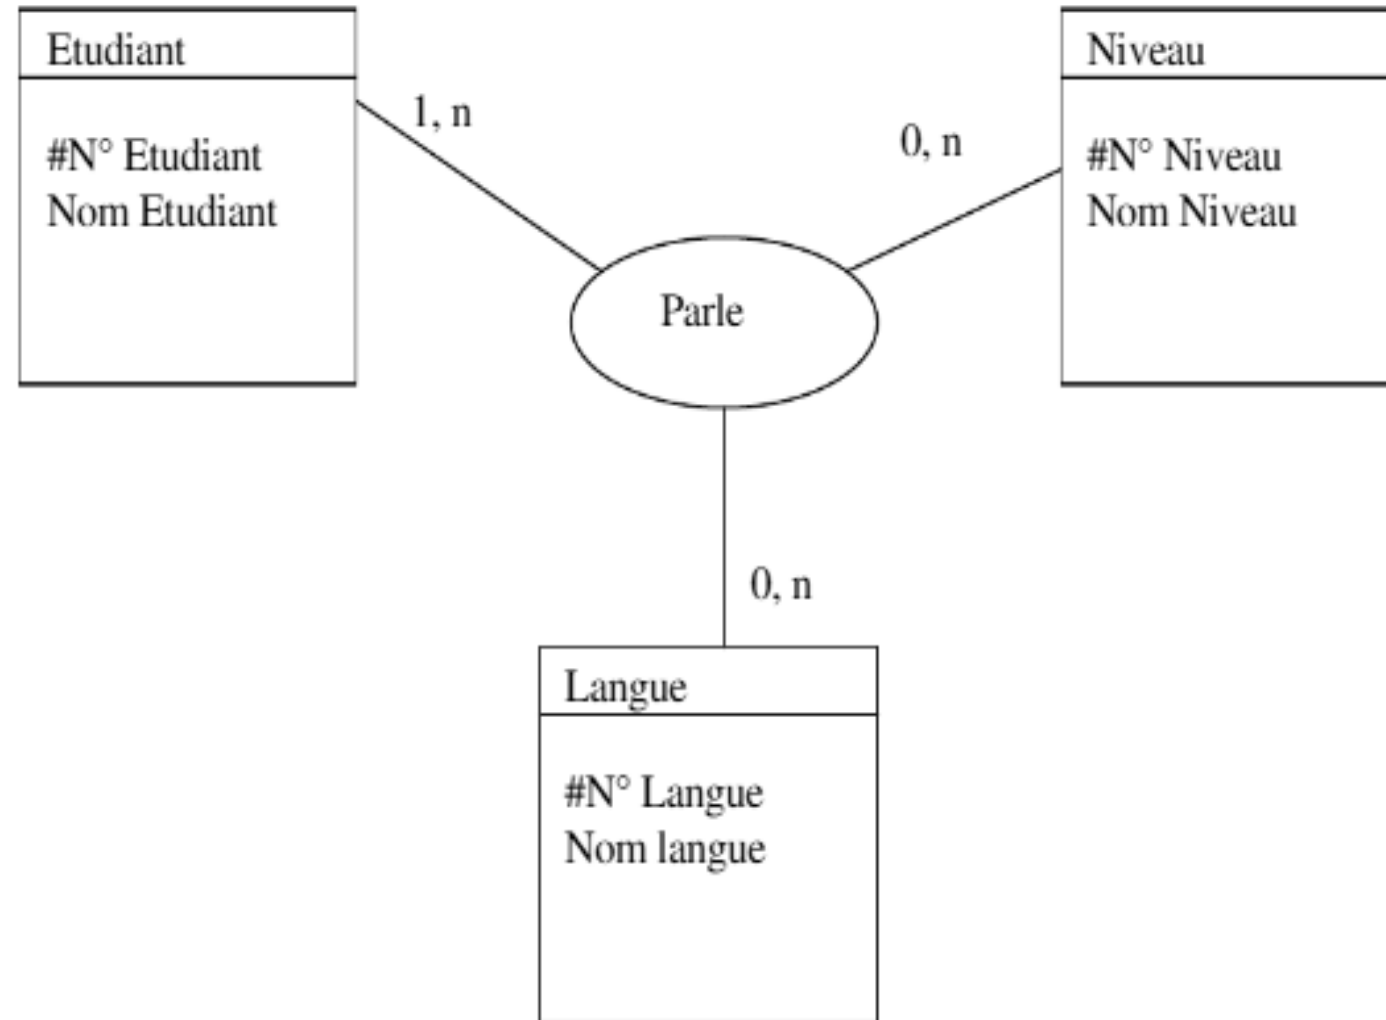 Etudiant
#N° Etudiant
Nom Etudiant
1, n
0, n
Niveau
#N° Niveau
Nom Niveau
Parle
0, n
Langue
#N° Langue
Nom langue